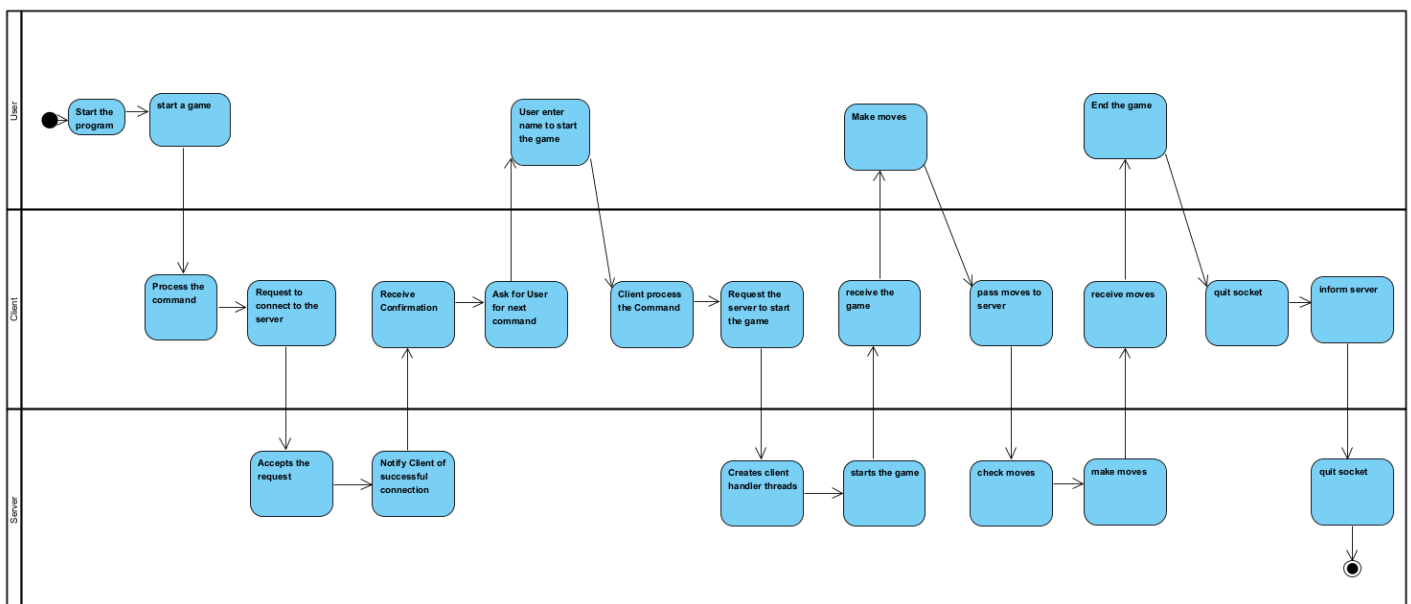 User
Start the
program
start a game
User enter
name to start
the game
Make moves
End the game
Client
Process the
command
Request to
connect to the
server
Receive
Confirmation
Ask for User
for next
command
Client process
the Command
Request the
server to start
the game
receive the
game
pass moves to
server
receive moves
quit socket
inform server
Server
Accepts the
request
Notify Client of
successful
connection
Creates client
handler threads
starts the game
check moves
make moves
quit socket